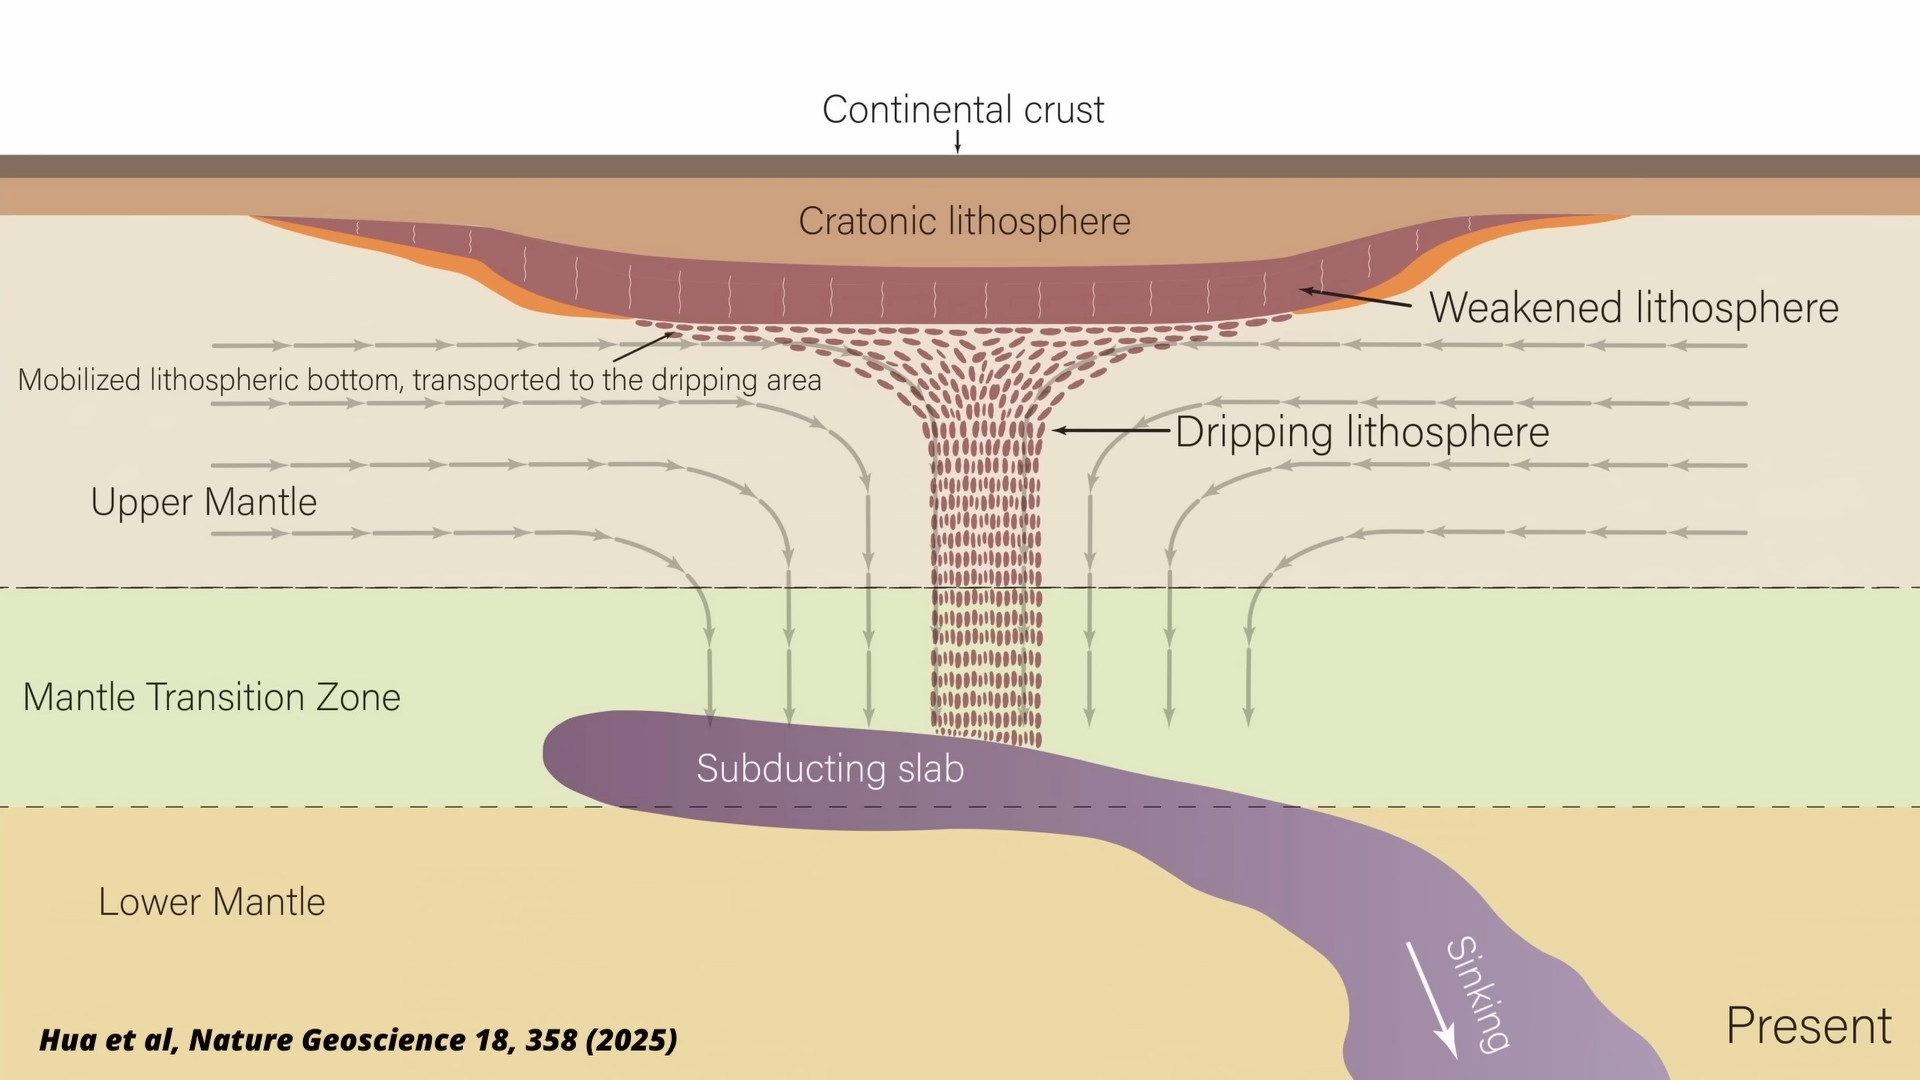 Continental crust
Cratonic lithosphere
Weakened lithosphere
Mobilized lithospheric bottom, transported to the dripping area
Dripping lithosphere
Upper Mantle
Mantle Transition Zone
Subducting slab
Lower Mantle
Sinking
Present
Hua et al, Nature Geoscience 18, 358 (2025)